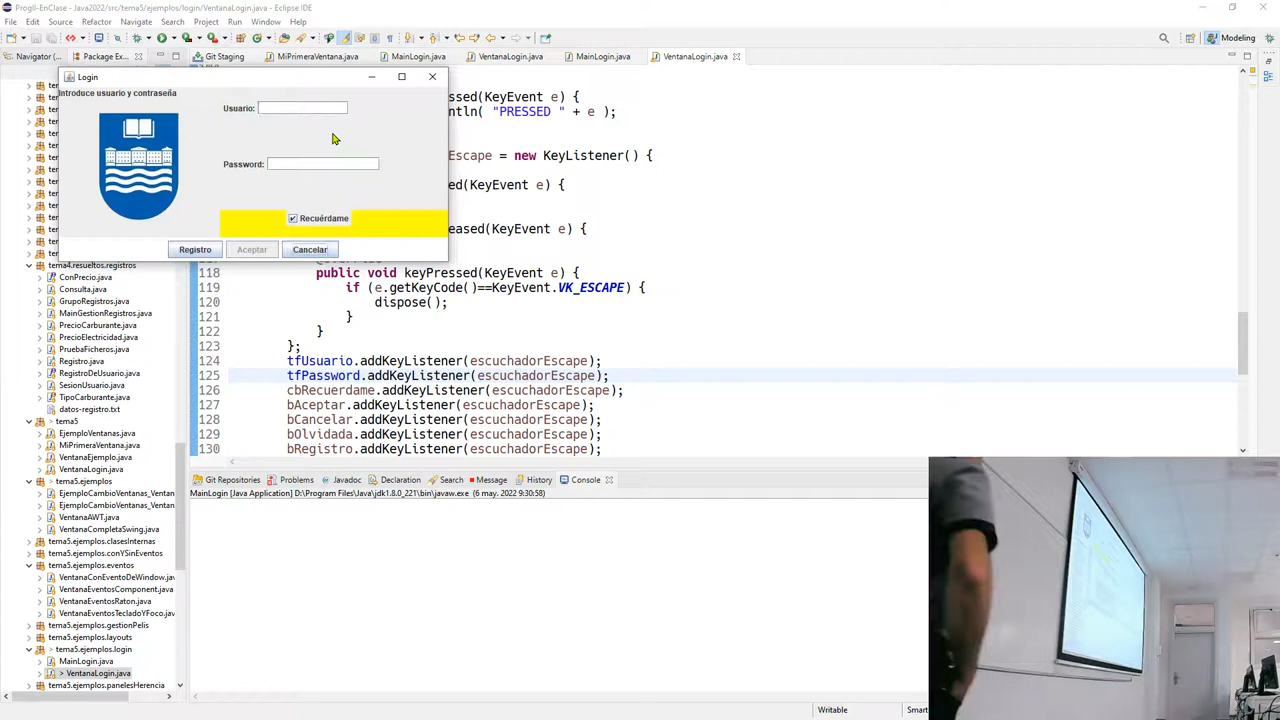 ProgII-EnClase - Java2022/src/tema5/ejemplos/login/VentanaLogin.java - Eclipse IDE
File Edit Source Refactor Navigate Search Project Run Window Help
Modeling
Navigator
Package Ex...
Git Staging
MiPrimeraVentana.java
MainLogin.java
VentanaLogin.java
MainLogin.java
VentanaLogin.java
Login
Introduce usuario y contraseña
Usuario:
Password:
Recuérdame
Registro
Aceptar
Cancelar
essed(KeyEvent e) {
ln( "PRESSED " + e );
Escape = new KeyListener() {
ed(KeyEvent e) {
eased(KeyEvent e) {
118 public void keyPressed(KeyEvent e) {
119 if (e.getKeyCode()==KeyEvent.VK_ESCAPE) {
120 dispose();
121 }
122 }
123 };
124 tfUsuario.addKeyListener(escuchadorEscape);
125 tfPassword.addKeyListener(escuchadorEscape);
126 cbRecuerdame.addKeyListener(escuchadorEscape);
127 bAceptar.addKeyListener(escuchadorEscape);
128 bCancelar.addKeyListener(escuchadorEscape);
129 bOlvidada.addKeyListener(escuchadorEscape);
130 bRegistro.addKeyListener(escuchadorEscape);
tema4.resueltos.registros
ConPrecio.java
Consulta.java
GrupoRegistros.java
MainGestionRegistros.java
PrecioCarburante.java
PrecioElectricidad.java
PruebaFicheros.java
Registro.java
RegistroDeUsuario.java
SesionUsuario.java
TipoCarburante.java
datos-registro.txt
> tema5
EjemploVentanas.java
MiPrimeraVentana.java
VentanaEjemplo.java
VentanaLogin.java
tema5.ejemplos
EjemploCambioVentanas_Ventan
EjemploCambioVentanas_Ventan
VentanaAWT.java
VentanaCompletaSwing.java
tema5.ejemplos.clasesInternas
tema5.ejemplos.conYSinEventos
tema5.ejemplos.eventos
VentanaConEventoDeWindow.jav
VentanaEventosComponent.java
VentanaEventosRaton.java
VentanaEventosTecladoYFoco.java
tema5.ejemplos.gestionPelis
tema5.ejemplos.layouts
> tema5.ejemplos.login
MainLogin.java
> VentanaLogin.java
tema5.ejemplos.panelesHerencia
Git Repositories
Problems
Javadoc
Declaration
Search
Message
History
Console
MainLogin [Java Application] D:\Program Files\Java\jdk1.8.0_221\bin\javaw.exe (6 may. 2022 9:30:58)
Writable
Smart